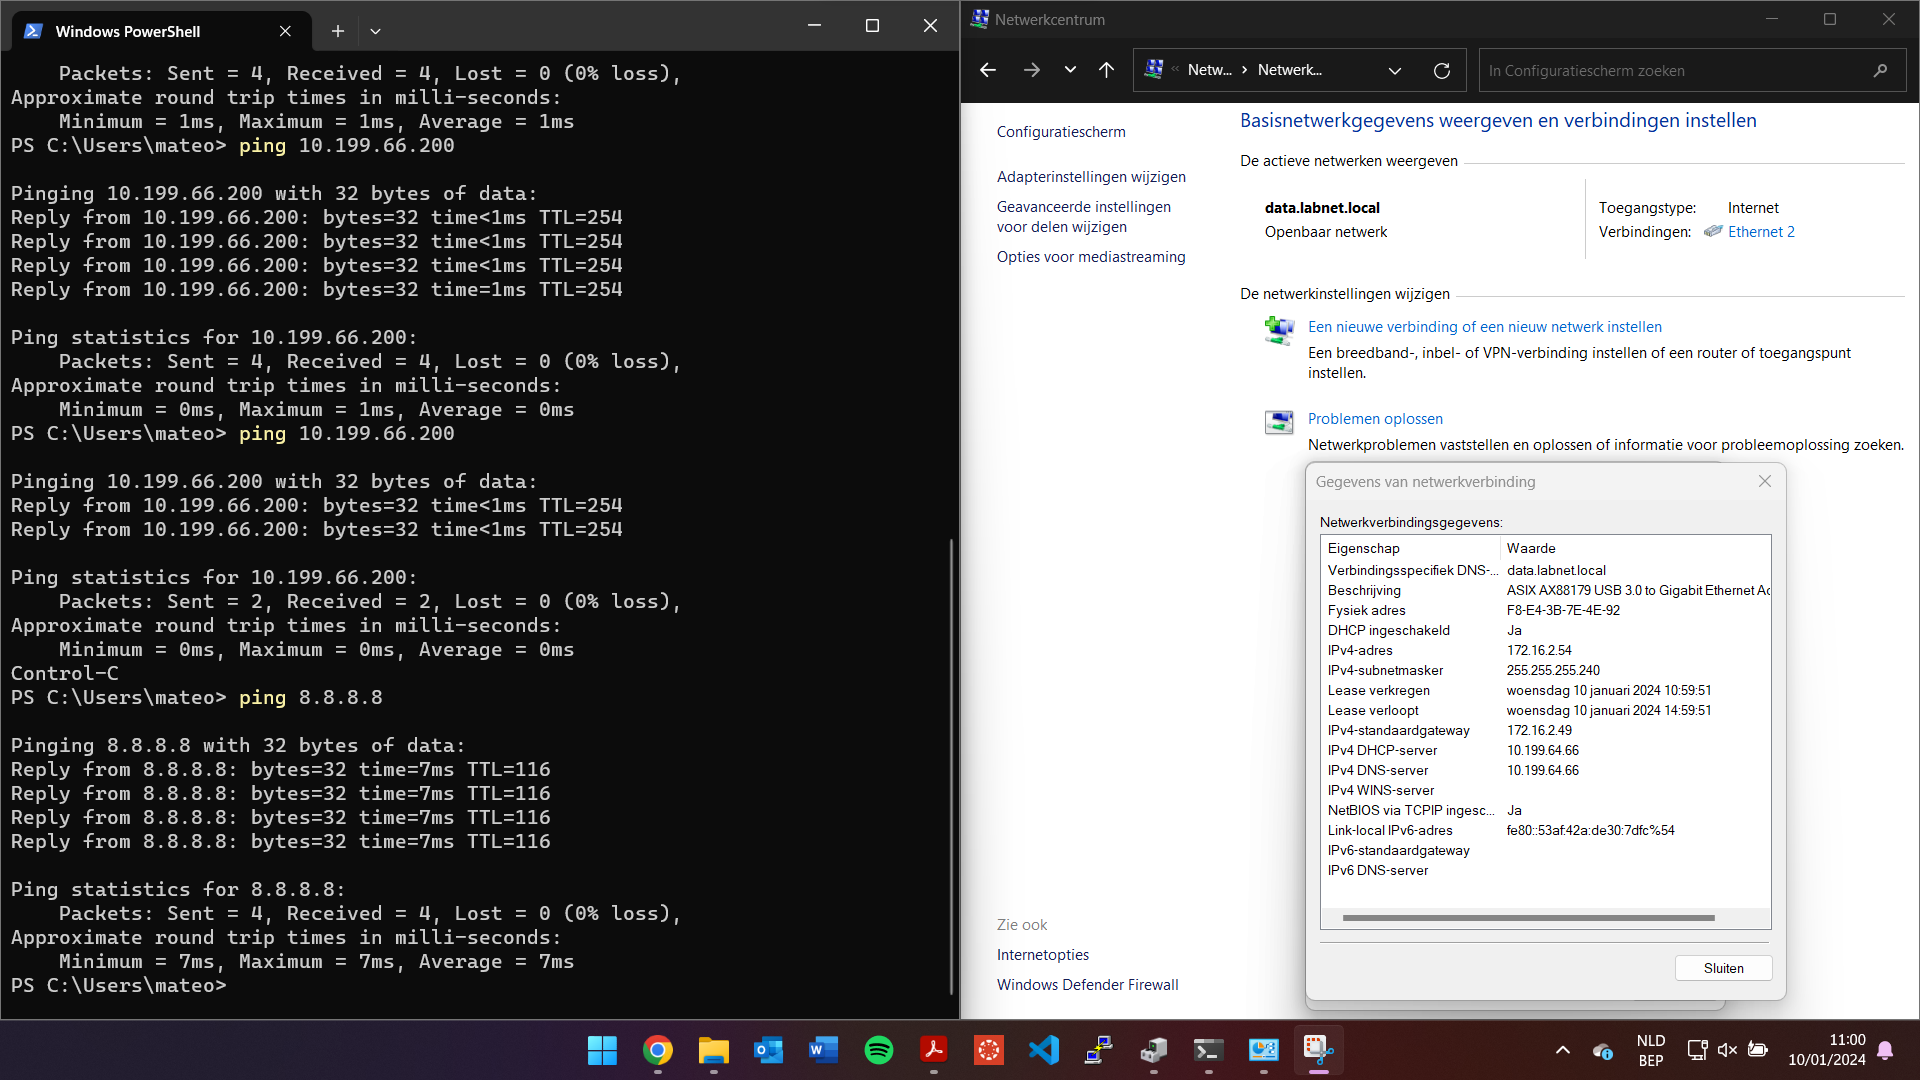 Windows PowerShell
Packets: Sent = 4, Received = 4, Lost = 0 (0% loss),
Approximate round trip times in milli-seconds:
Minimum = 1ms, Maximum = 1ms, Average = 1ms
PS C:\Users\mateo> ping 10.199.66.200
Pinging 10.199.66.200 with 32 bytes of data:
Reply from 10.199.66.200: bytes=32 time<1ms TTL=254
Reply from 10.199.66.200: bytes=32 time<1ms TTL=254
Reply from 10.199.66.200: bytes=32 time<1ms TTL=254
Reply from 10.199.66.200: bytes=32 time=1ms TTL=254
Ping statistics for 10.199.66.200:
Packets: Sent = 4, Received = 4, Lost = 0 (0% loss),
Approximate round trip times in milli-seconds:
Minimum = 0ms, Maximum = 1ms, Average = 0ms
PS C:\Users\mateo> ping 10.199.66.200
Pinging 10.199.66.200 with 32 bytes of data:
Reply from 10.199.66.200: bytes=32 time<1ms TTL=254
Reply from 10.199.66.200: bytes=32 time<1ms TTL=254
Ping statistics for 10.199.66.200:
Packets: Sent = 2, Received = 2, Lost = 0 (0% loss),
Approximate round trip times in milli-seconds:
Minimum = 0ms, Maximum = 0ms, Average = 0ms
Control-C
PS C:\Users\mateo> ping 8.8.8.8
Pinging 8.8.8.8 with 32 bytes of data:
Reply from 8.8.8.8: bytes=32 time=7ms TTL=116
Reply from 8.8.8.8: bytes=32 time=7ms TTL=116
Reply from 8.8.8.8: bytes=32 time=7ms TTL=116
Reply from 8.8.8.8: bytes=32 time=7ms TTL=116
Ping statistics for 8.8.8.8:
Packets: Sent = 4, Received = 4, Lost = 0 (0% loss),
Approximate round trip times in milli-seconds:
Minimum = 7ms, Maximum = 7ms, Average = 7ms
PS C:\Users\mateo>
Netwerkcentrum
« Netw... › Netwerk...
In Configuratiescherm zoeken
Configuratiescherm
Adapterinstellingen wijzigen
Geavanceerde instellingen
voor delen wijzigen
Opties voor mediastreaming
Zie ook
Internetopties
Windows Defender Firewall
Basisnetwerkgegevens weergeven en verbindingen instellen
De actieve netwerken weergeven
data.labnet.local
Openbaar netwerk
Toegangstype: Internet
Verbindingen: Ethernet 2
De netwerkinstellingen wijzigen
Een nieuwe verbinding of een nieuw netwerk instellen
Een breedband-, inbel- of VPN-verbinding instellen of een router of toegangspunt
instellen.
Problemen oplossen
Netwerkproblemen vaststellen en oplossen of informatie voor probleemoplossing zoeken.
Gegevens van netwerkverbinding
Netwerkverbindingsgegevens:
Eigenschap Waarde
Verbindingsspecifiek DNS-... data.labnet.local
Beschrijving ASIX AX88179 USB 3.0 to Gigabit Ethernet Ac
Fysiek adres F8-E4-3B-7E-4E-92
DHCP ingeschakeld Ja
IPv4-adres 172.16.2.54
IPv4-subnetmasker 255.255.255.240
Lease verkregen woensdag 10 januari 2024 10:59:51
Lease verloopt woensdag 10 januari 2024 14:59:51
IPv4-standaardgateway 172.16.2.49
IPv4 DHCP-server 10.199.64.66
IPv4 DNS-server 10.199.64.66
IPv4 WINS-server
NetBIOS via TCPIP ingesc... Ja
Link-local IPv6-adres fe80::53af:42a:de30:7dfc%54
IPv6-standaardgateway
IPv6 DNS-server
Sluiten
NLD
BEP
11:00
10/01/2024